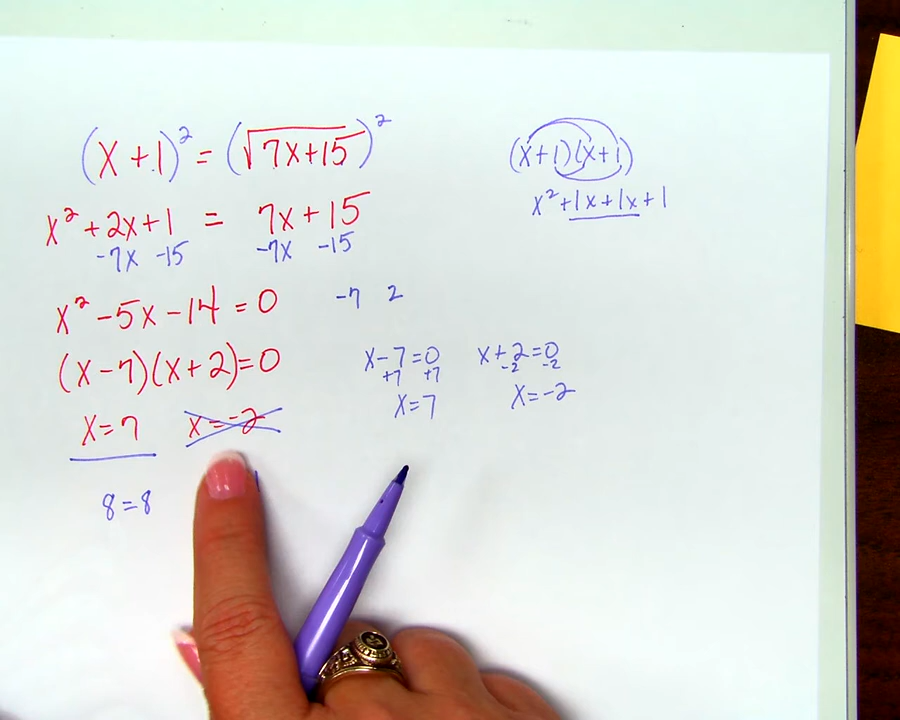 (x+1)² = (√7x+15)²
x²+2x+1 = 7x+15
-7x -15 -7x -15
x²-5x-14=0
(x-7)(x+2)=0
x=7 x=-2
8=8
(x+1)(x+1)
x²+1x+1x+1
-7 2
x-7=0 x+2=0
+7 +7 -2 -2
x=7 x=-2